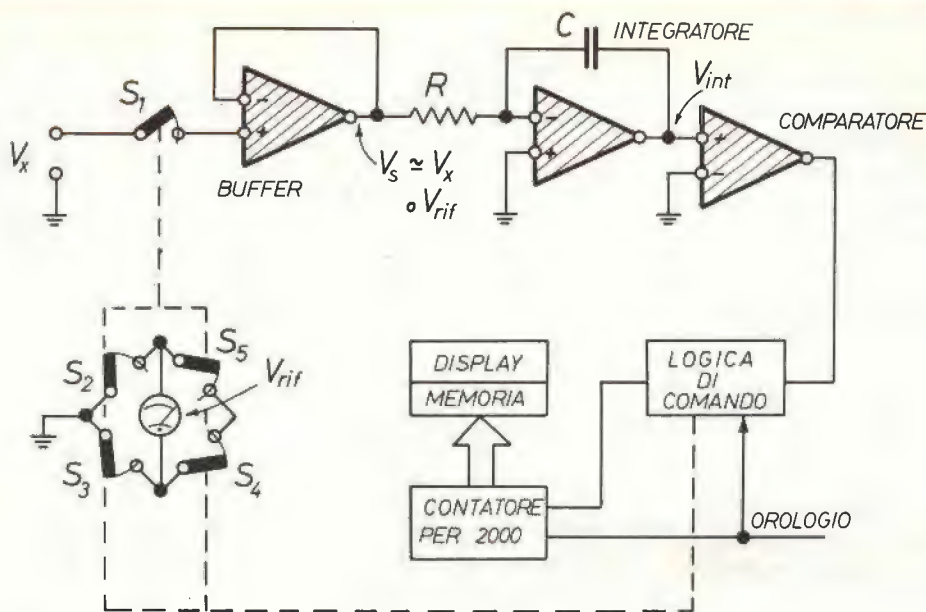 C
INTEGRATORE
S1
R
Vint
Vx
COMPARATORE
BUFFER
Vs ≃ Vx
o Vrif
S2
S5
Vrif
S3
S4
DISPLAY
MEMORIA
LOGICA
DI
COMANDO
CONTATORE
PER 2000
OROLOGIO